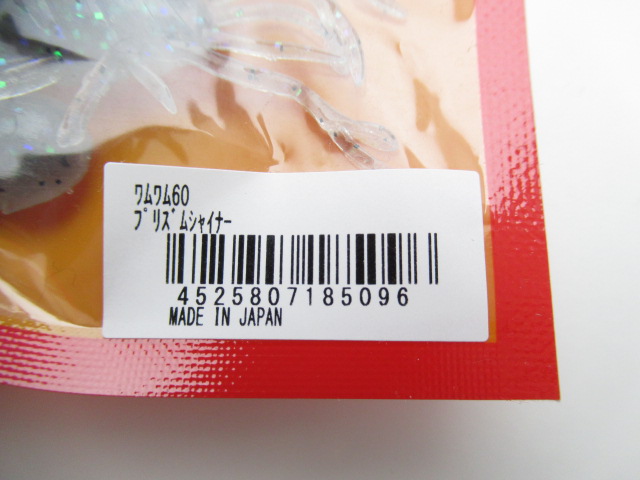 ﾜﾑﾜﾑ60
ﾌﾟﾘｽﾞﾑｼｬｲﾅｰ
4525807185096
MADE IN JAPAN